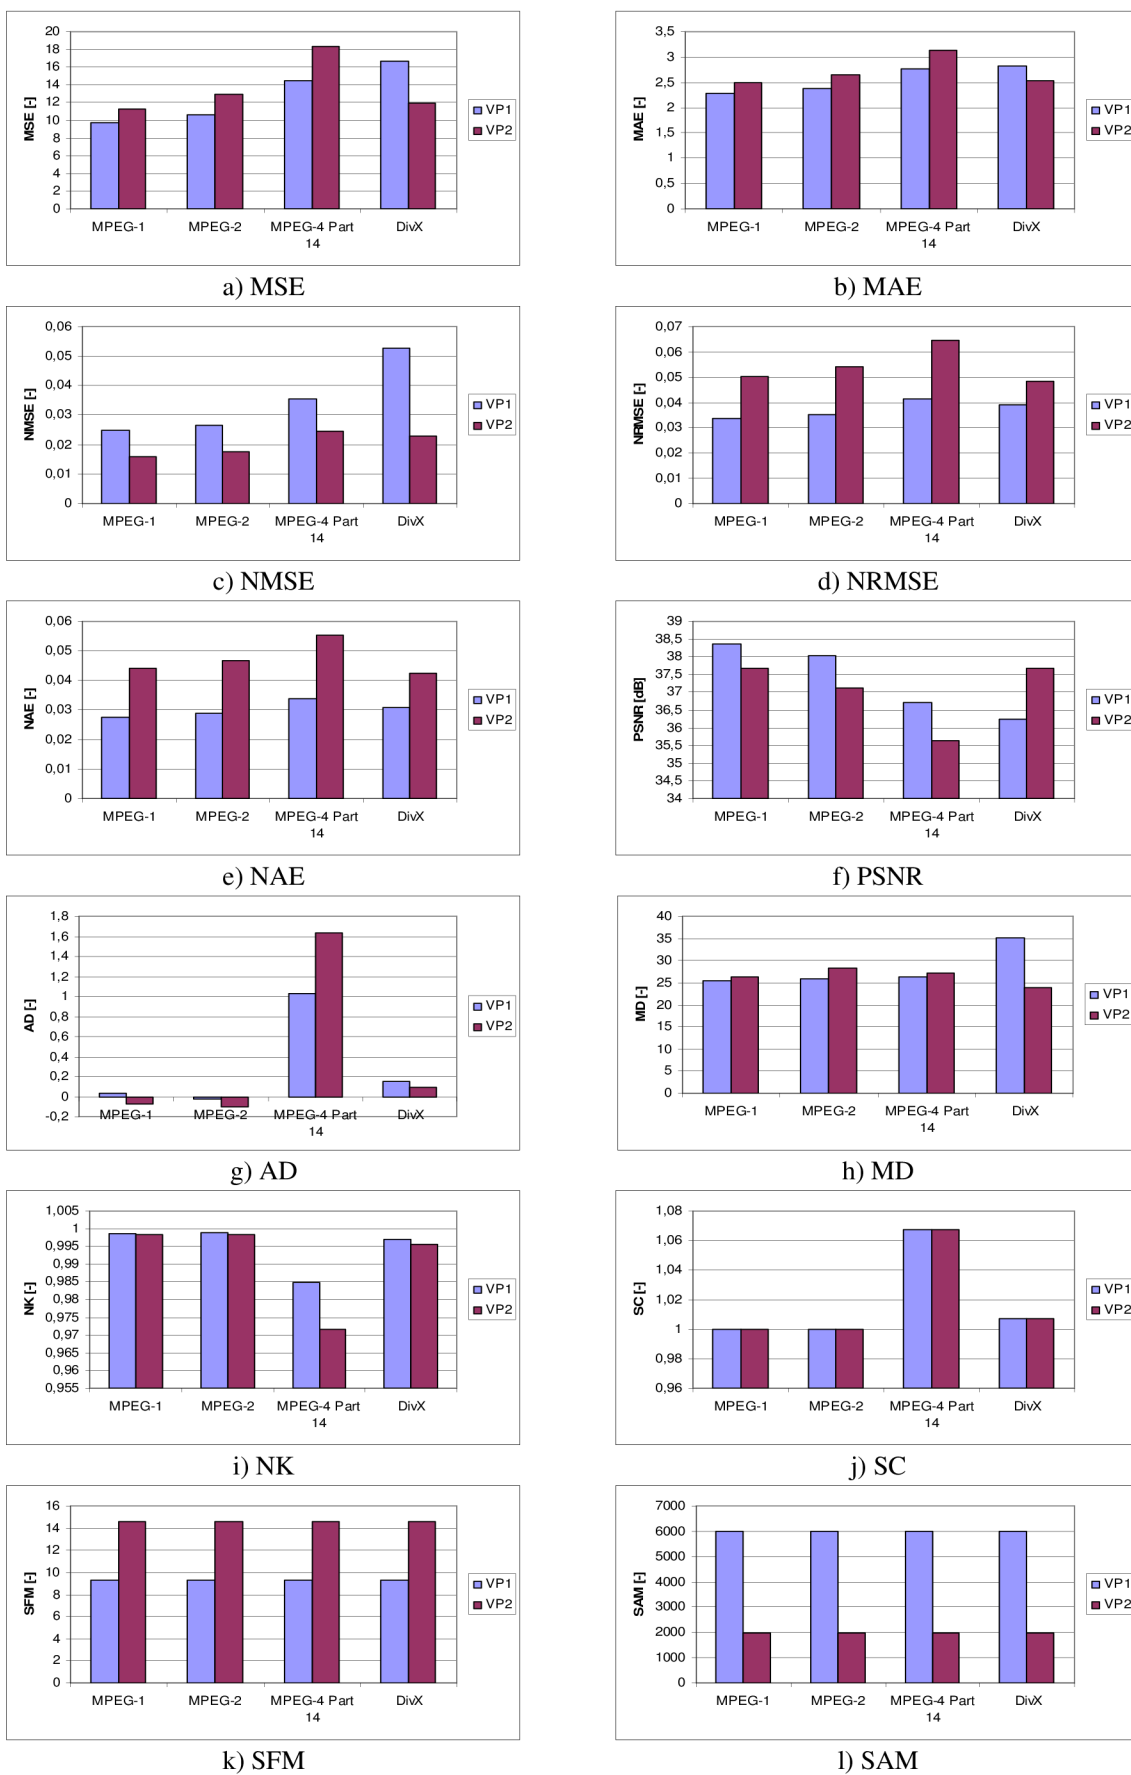 20
18
16
14
12
10
8
6
4
2
0
MSE [-]
MPEG-1 MPEG-2 MPEG-4 Part 14 DivX
VP1
VP2
a) MSE
3,5
3
2,5
2
1,5
1
0,5
0
MAE [-]
MPEG-1 MPEG-2 MPEG-4 Part 14 DivX
VP1
VP2
b) MAE
0,06
0,05
0,04
0,03
0,02
0,01
0
NMSE [-]
MPEG-1 MPEG-2 MPEG-4 Part 14 DivX
VP1
VP2
c) NMSE
0,07
0,06
0,05
0,04
0,03
0,02
0,01
0
NRMSE [-]
MPEG-1 MPEG-2 MPEG-4 Part 14 DivX
VP1
VP2
d) NRMSE
0,06
0,05
0,04
0,03
0,02
0,01
0
NAE [-]
MPEG-1 MPEG-2 MPEG-4 Part 14 DivX
VP1
VP2
e) NAE
39
38,5
38
37,5
37
36,5
36
35,5
35
34,5
34
PSNR [dB]
MPEG-1 MPEG-2 MPEG-4 Part 14 DivX
VP1
VP2
f) PSNR
1,8
1,6
1,4
1,2
1
0,8
0,6
0,4
0,2
0
-0,2
AD [-]
MPEG-1 MPEG-2 MPEG-4 Part 14 DivX
VP1
VP2
g) AD
40
35
30
25
20
15
10
5
0
MD [-]
MPEG-1 MPEG-2 MPEG-4 Part 14 DivX
VP1
VP2
h) MD
1,005
1
0,995
0,99
0,985
0,98
0,975
0,97
0,965
0,96
0,955
NK [-]
MPEG-1 MPEG-2 MPEG-4 Part 14 DivX
VP1
VP2
i) NK
1,08
1,06
1,04
1,02
1
0,98
0,96
SC [-]
MPEG-1 MPEG-2 MPEG-4 Part 14 DivX
VP1
VP2
j) SC
16
14
12
10
8
6
4
2
0
SFM [-]
MPEG-1 MPEG-2 MPEG-4 Part 14 DivX
VP1
VP2
k) SFM
7000
6000
5000
4000
3000
2000
1000
0
SAM [-]
MPEG-1 MPEG-2 MPEG-4 Part 14 DivX
VP1
VP2
l) SAM